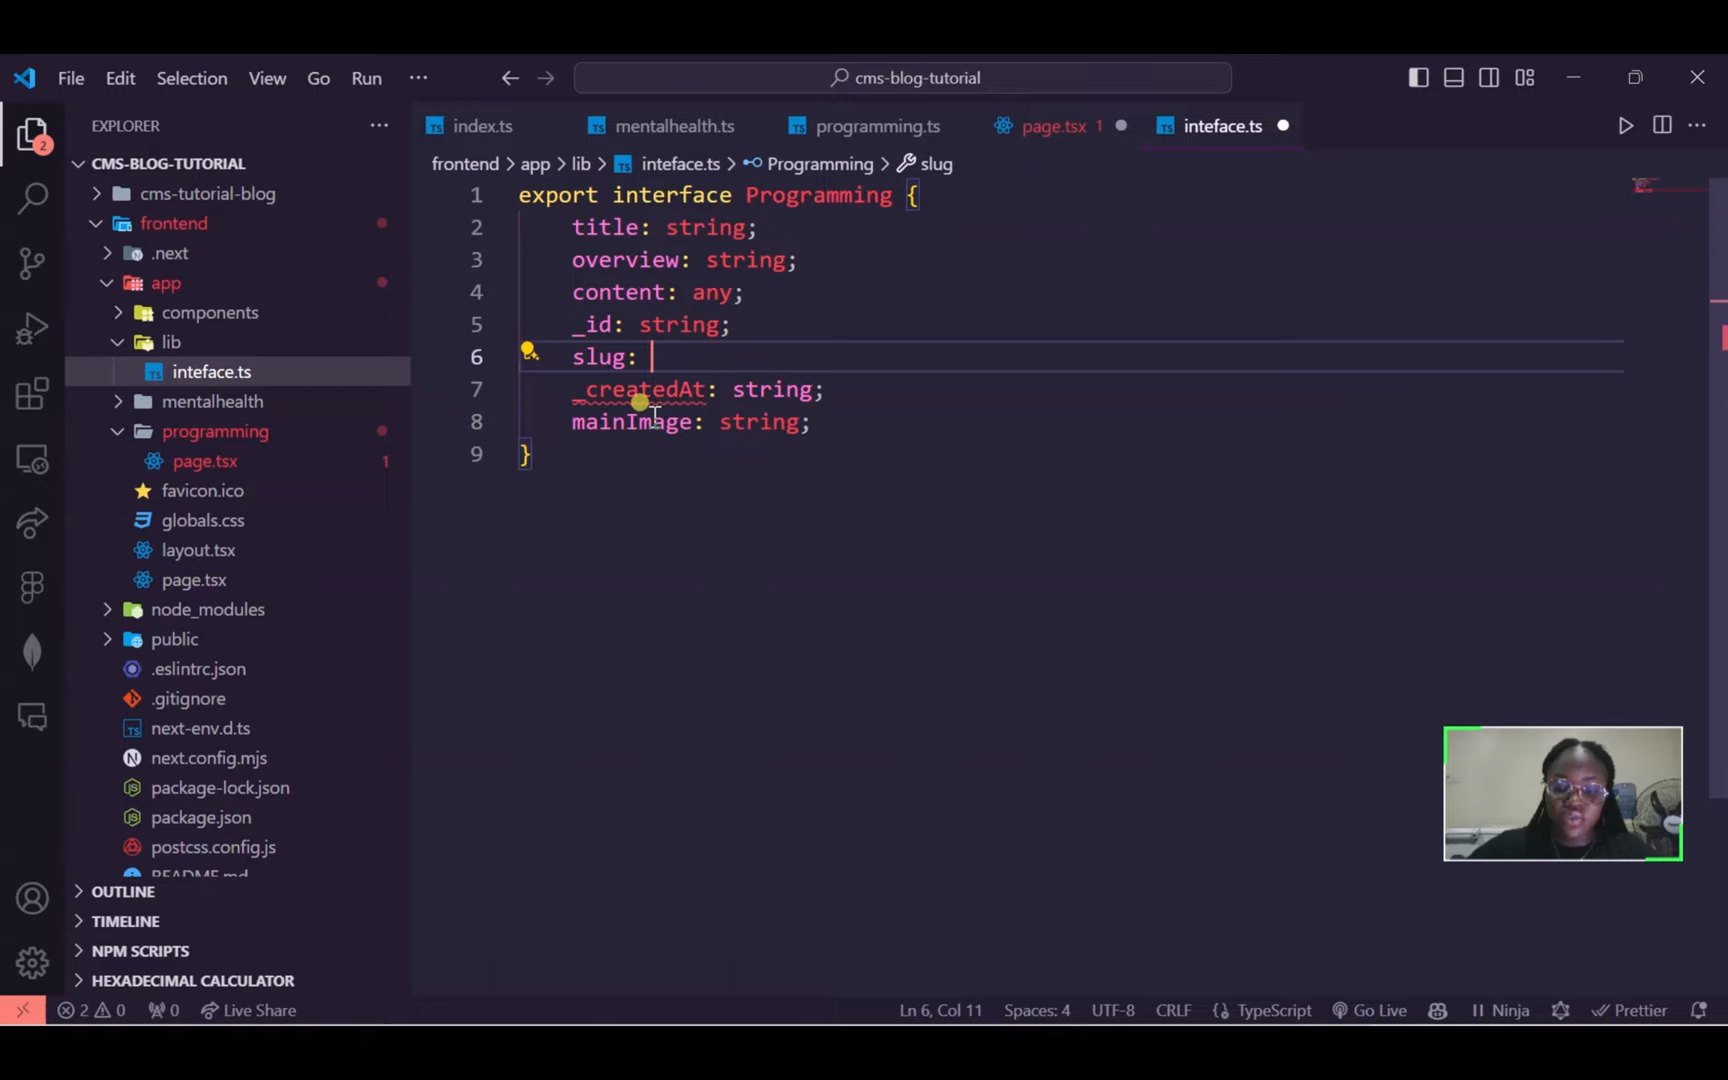 File Edit Selection View Go Run ··· cms-blog-tutorial
EXPLORER ···
index.ts mentalhealth.ts programming.ts page.tsx 1 inteface.ts
frontend > app > lib > inteface.ts > Programming > slug
2
CMS-BLOG-TUTORIAL
cms-tutorial-blog
frontend
.next
app
components
lib
inteface.ts
mentalhealth
programming
page.tsx 1
favicon.ico
globals.css
layout.tsx
page.tsx
node_modules
public
.eslintrc.json
.gitignore
next-env.d.ts
next.config.mjs
package-lock.json
package.json
postcss.config.js
README.md
OUTLINE
TIMELINE
NPM SCRIPTS
HEXADECIMAL CALCULATOR
1 export interface Programming {
2 title: string;
3 overview: string;
4 content: any;
5 _id: string;
6 slug:
7 _createdAt: string;
8 mainImage: string;
9 }
2 0 0 Live Share Ln 6, Col 11 Spaces: 4 UTF-8 CRLF {} TypeScript Go Live Ninja Prettier